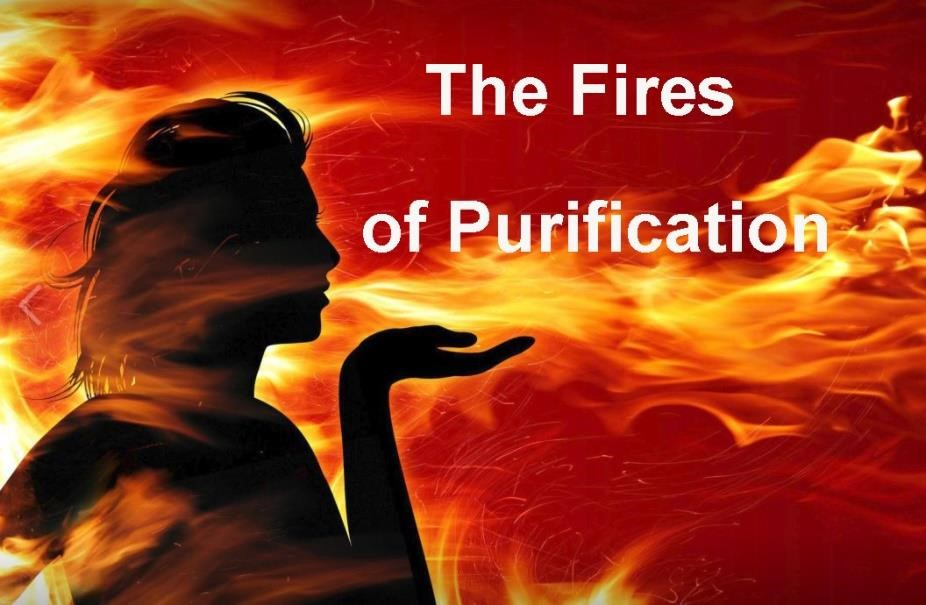 The Fires
of Purification